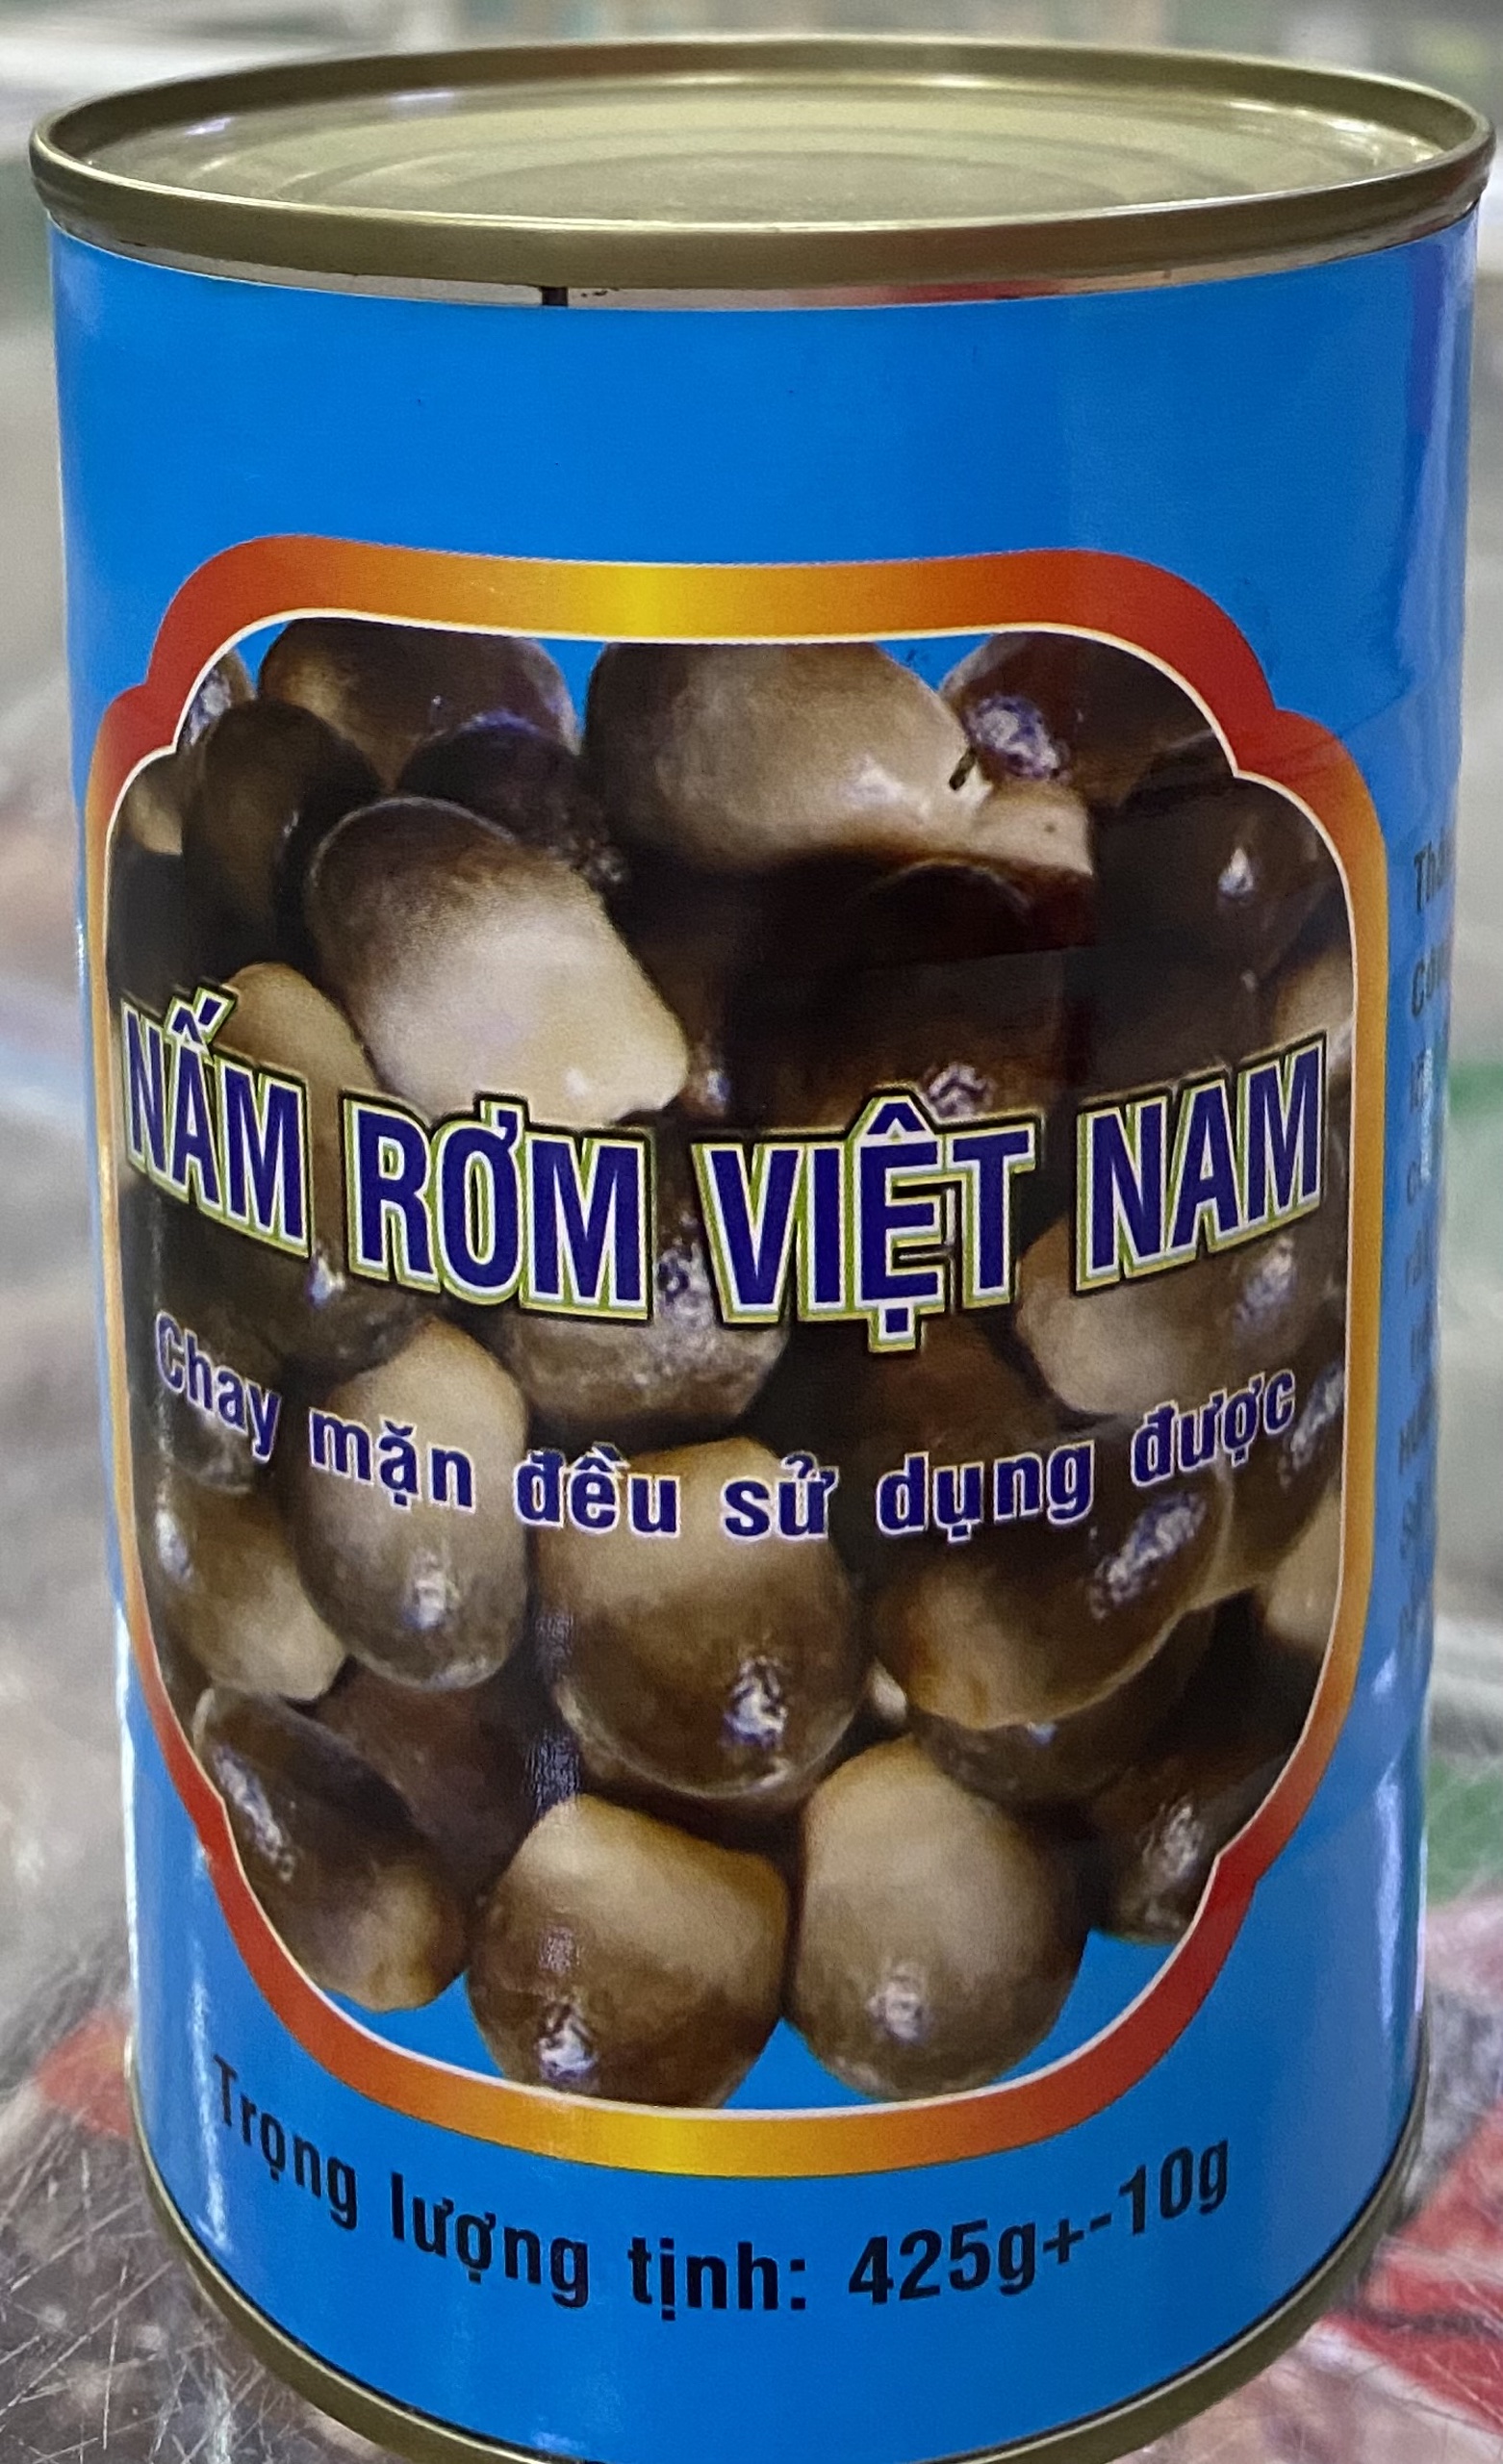 NẤM RƠM VIỆT NAM
Chay mặn đều sử dụng được
Trọng lượng tịnh: 425g+-10g